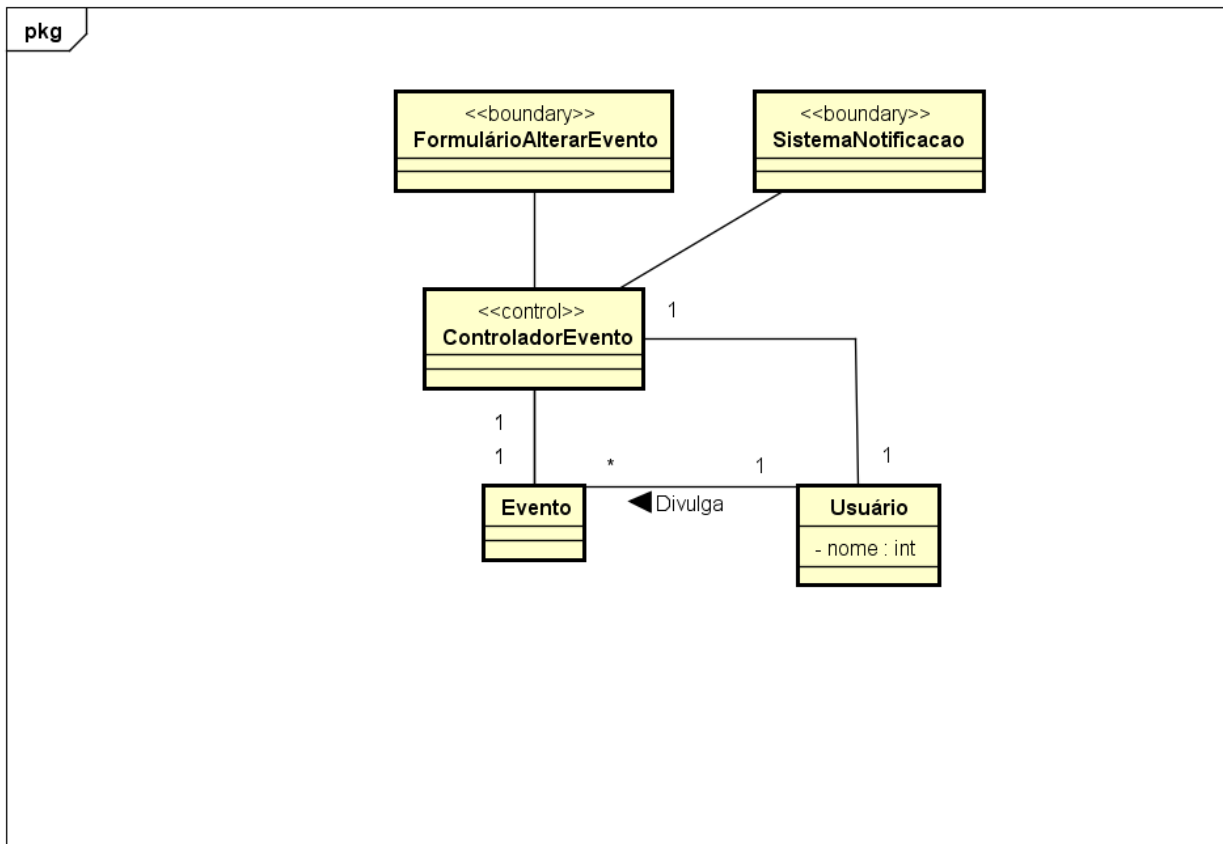 pkg
<<boundary>>
FormulárioAlterarEvento
<<boundary>>
SistemaNotificacao
<<control>>
ControladorEvento
1
1
1
*
1
1
Divulga
Evento
Usuário
- nome : int